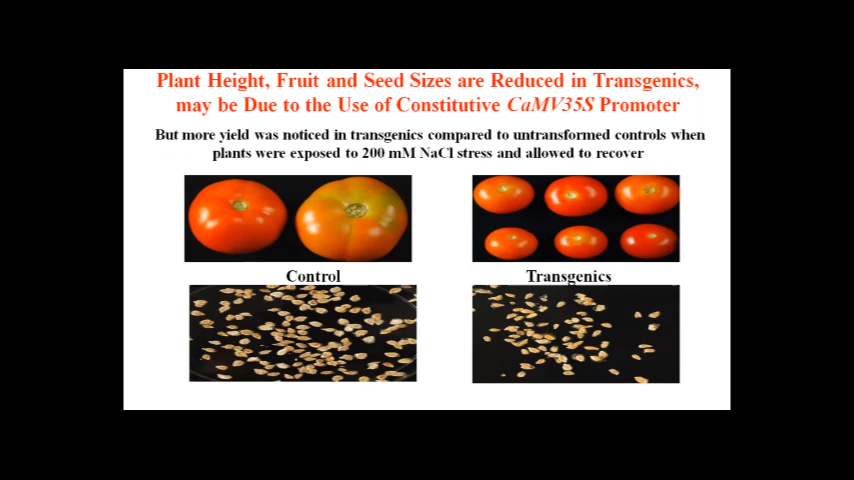 Plant Height, Fruit and Seed Sizes are Reduced in Transgenics,
may be Due to the Use of Constitutive CaMV35S Promoter
But more yield was noticed in transgenics compared to untransformed controls when
plants were exposed to 200 mM NaCl stress and allowed to recover
Control
Transgenics